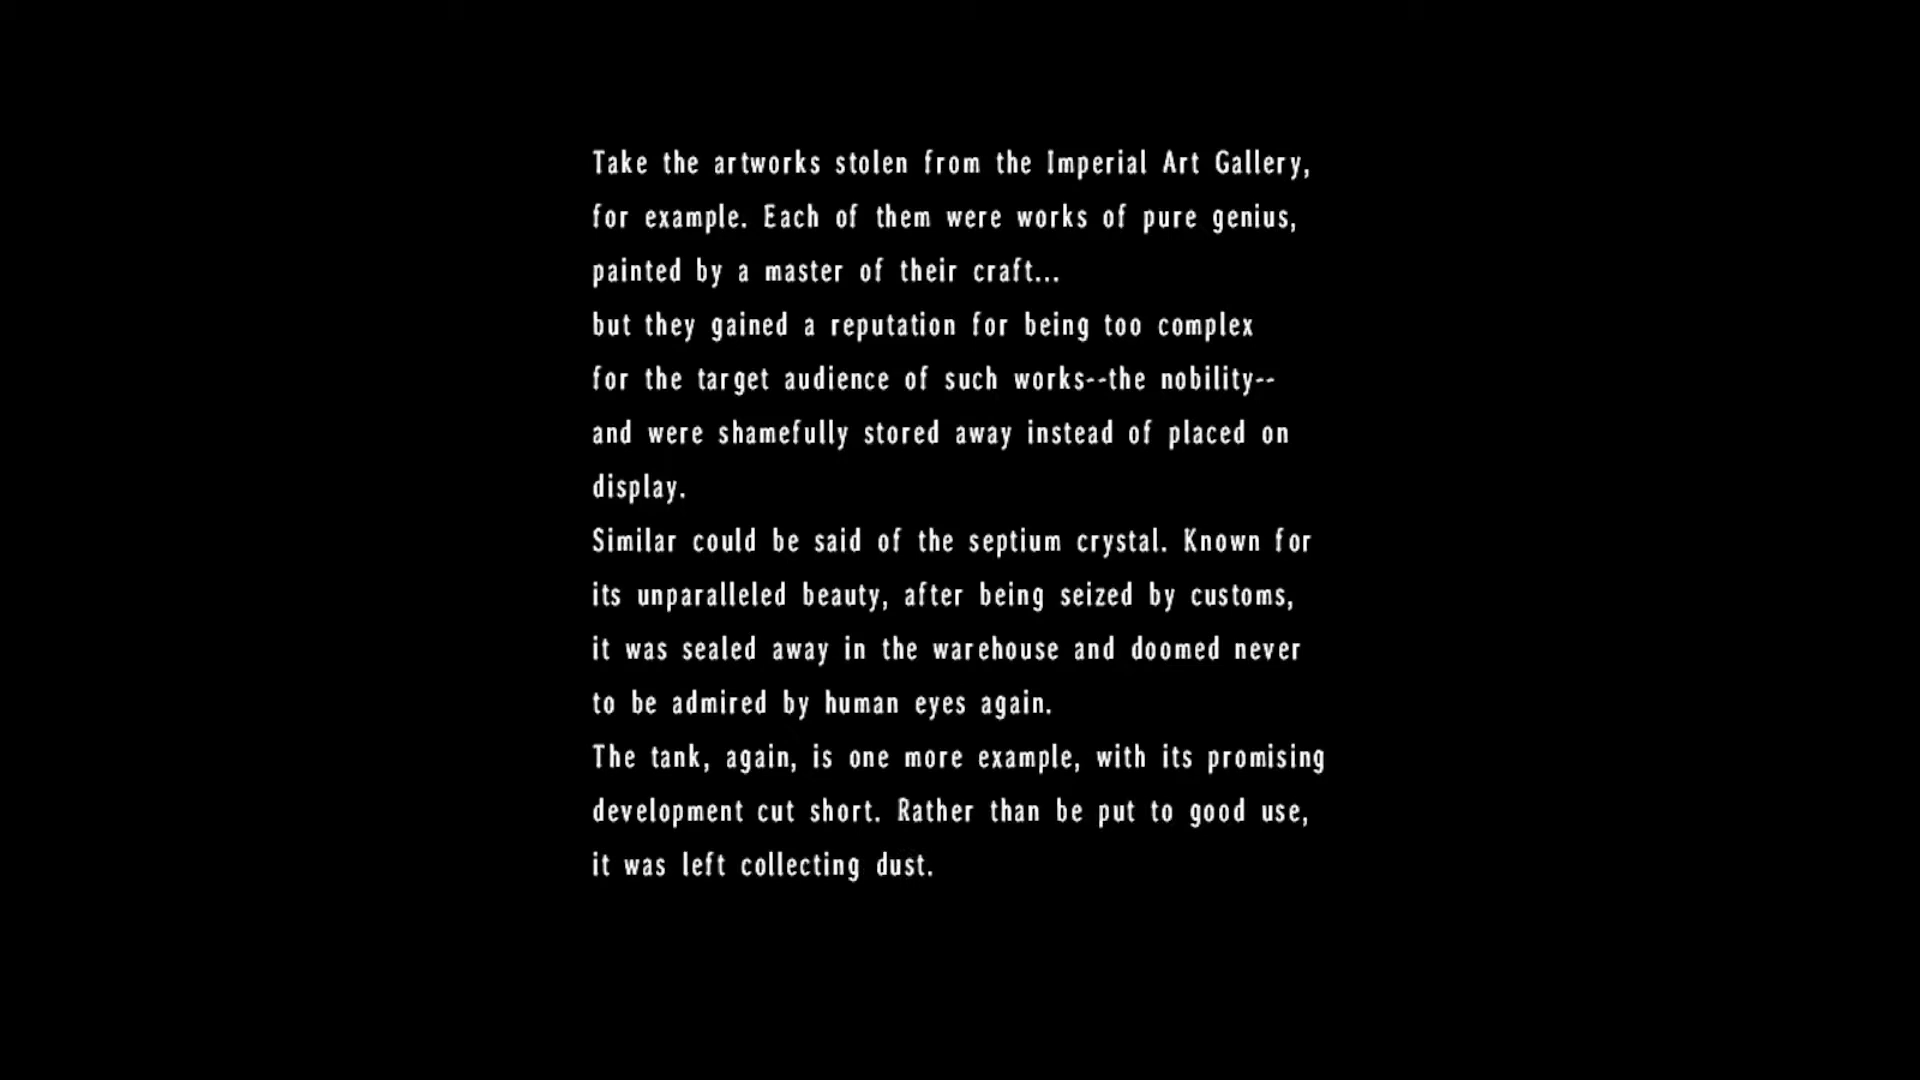 Take the artworks stolen from the Imperial Art Gallery,
for example. Each of them were works of pure genius,
painted by a master of their craft...
but they gained a reputation for being too complex
for the target audience of such works--the nobility--
and were shamefully stored away instead of placed on
display.
Similar could be said of the septium crystal. Known for
its unparalleled beauty, after being seized by customs,
it was sealed away in the warehouse and doomed never
to be admired by human eyes again.
The tank, again, is one more example, with its promising
development cut short. Rather than be put to good use,
it was left collecting dust.